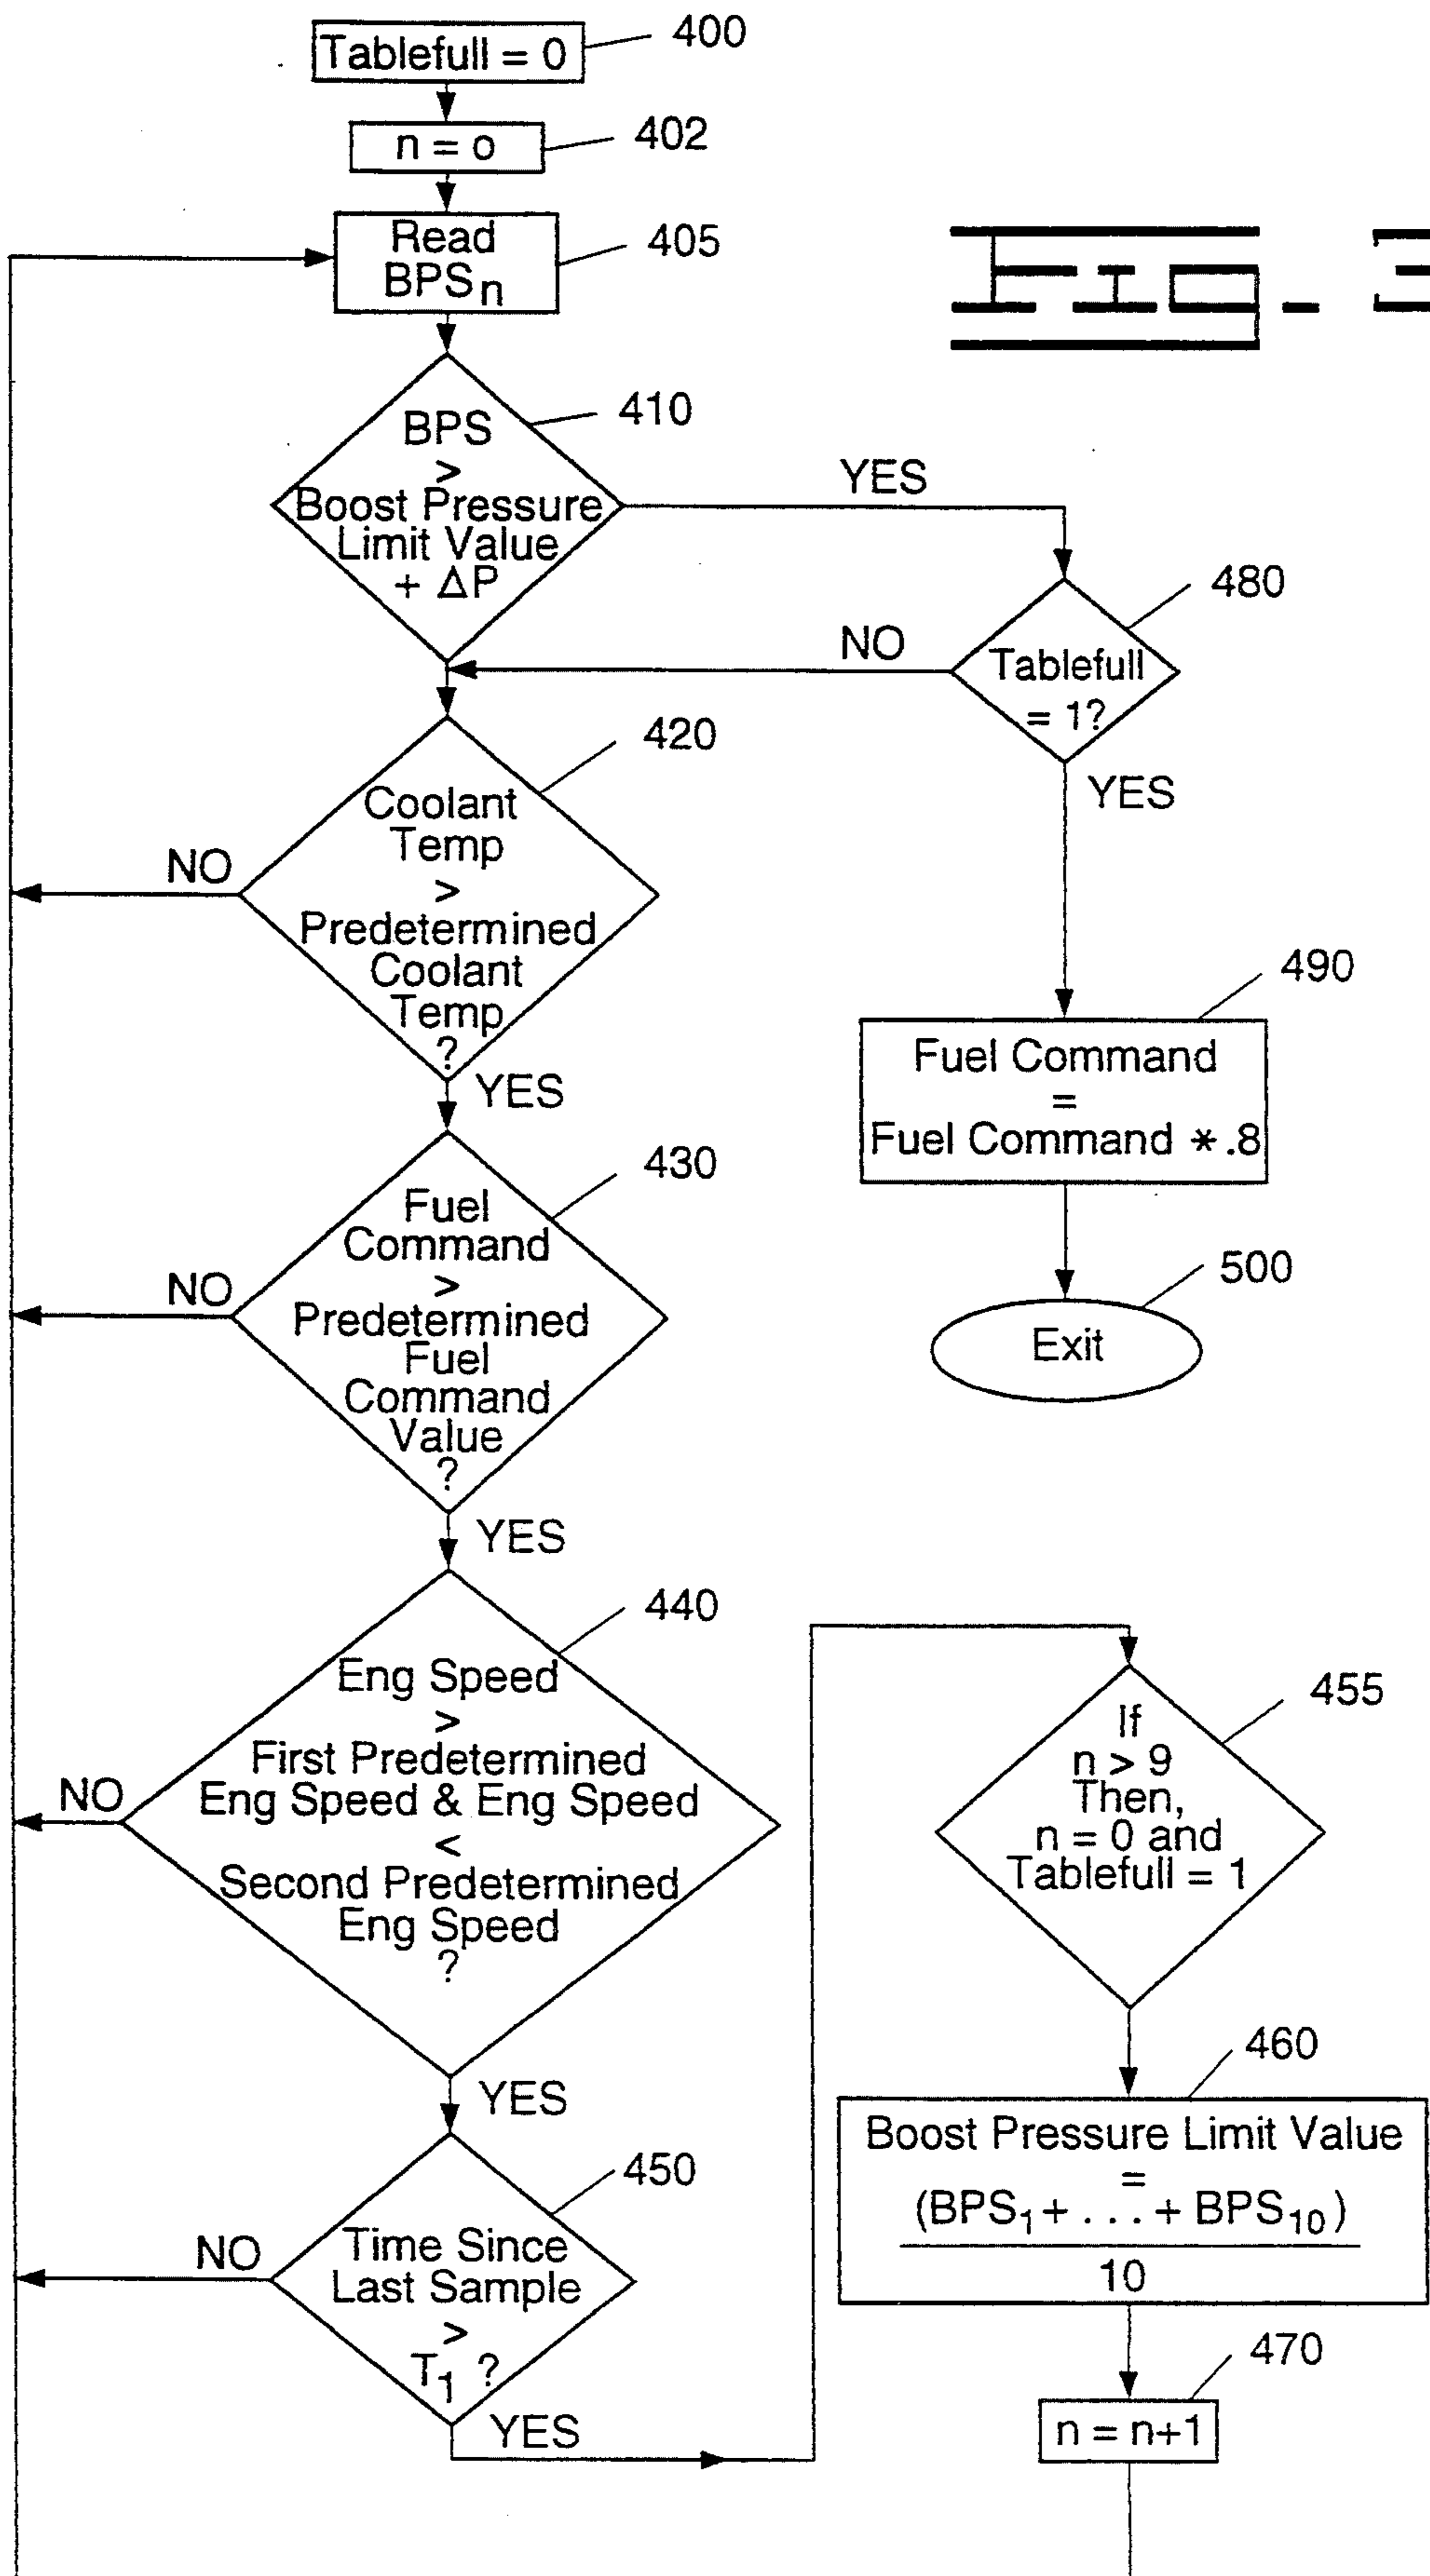 Tablefull = 0
400
n = o
402
Read
BPSn
405
FIG_3
BPS
>
Boost Pressure
Limit Value
+ ΔP
410
YES
480
Tablefull
= 1?
NO
YES
420
Coolant
Temp
>
Predetermined
Coolant
Temp
?
NO
YES
490
Fuel Command
=
Fuel Command * .8
430
Fuel
Command
>
Predetermined
Fuel
Command
Value
?
NO
YES
500
Exit
440
Eng Speed
>
First Predetermined
Eng Speed & Eng Speed
<
Second Predetermined
Eng Speed
?
NO
YES
450
Time Since
Last Sample
>
T1 ?
NO
YES
455
If
n > 9
Then,
n = 0 and
Tablefull = 1
460
Boost Pressure Limit Value
=
(BPS1 + . . . + BPS10)
10
470
n = n+1